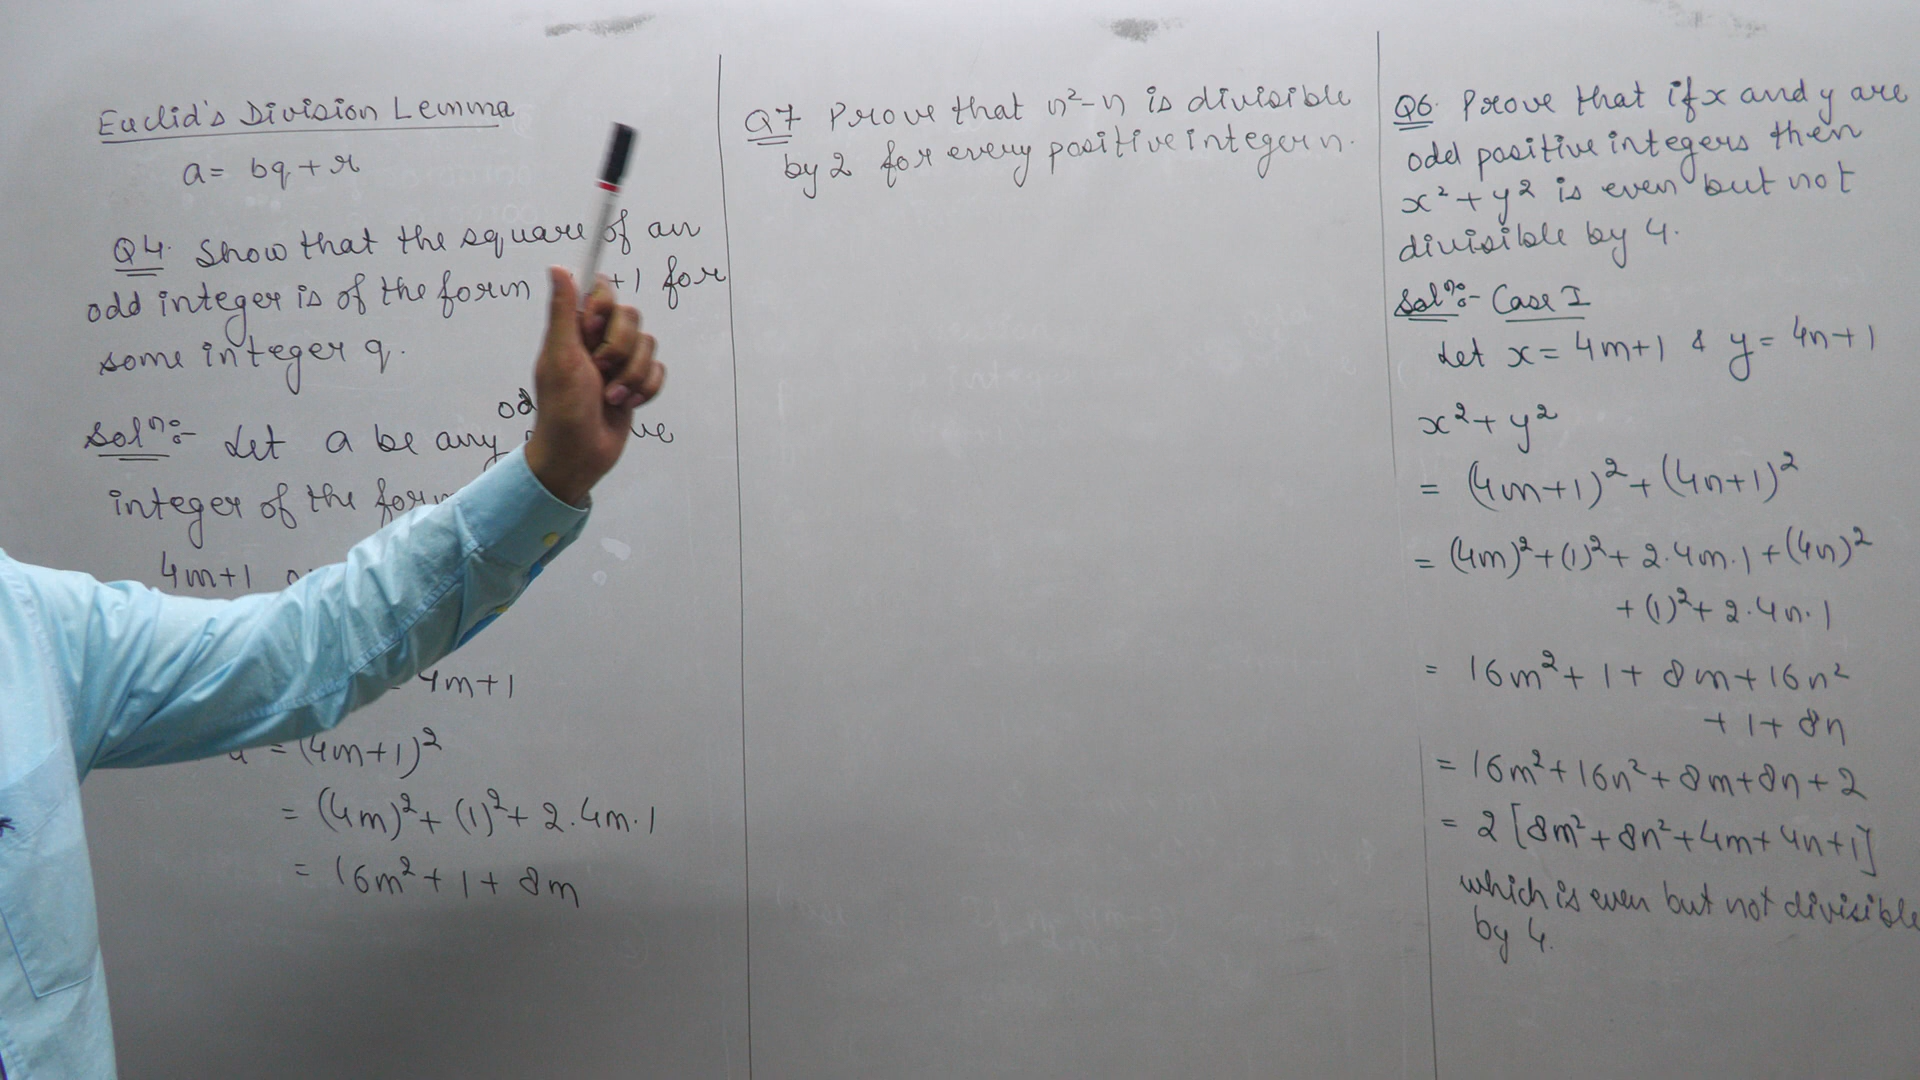 Euclid's Division Lemma
a = bq + r
Q4. Show that the square of an
odd integer is of the form +1 for
some integer q.
Solⁿ:- Let a be any
integer of the
4m+1
= 4m+1
= (4m+1)²
= (4m)² + (1)² + 2.4m.1
= 16m² + 1 + 8m
Q7 Prove that n²-n is divisible
by 2 for every positive integer n.
Q6. Prove that if x and y are
odd positive integers then
x² + y² is even but not
divisible by 4.
Solⁿ:- Case I
Let x = 4m+1 & y = 4n+1
x² + y²
= (4m+1)² + (4n+1)²
= (4m)² + (1)² + 2.4m.1 + (4n)²
+ (1)² + 2.4n.1
= 16m² + 1 + 8m + 16n²
+ 1 + 8n
= 16m² + 16n² + 8m + 8n + 2
= 2 [8m² + 8n² + 4m + 4n + 1]
which is even but not divisible
by 4.